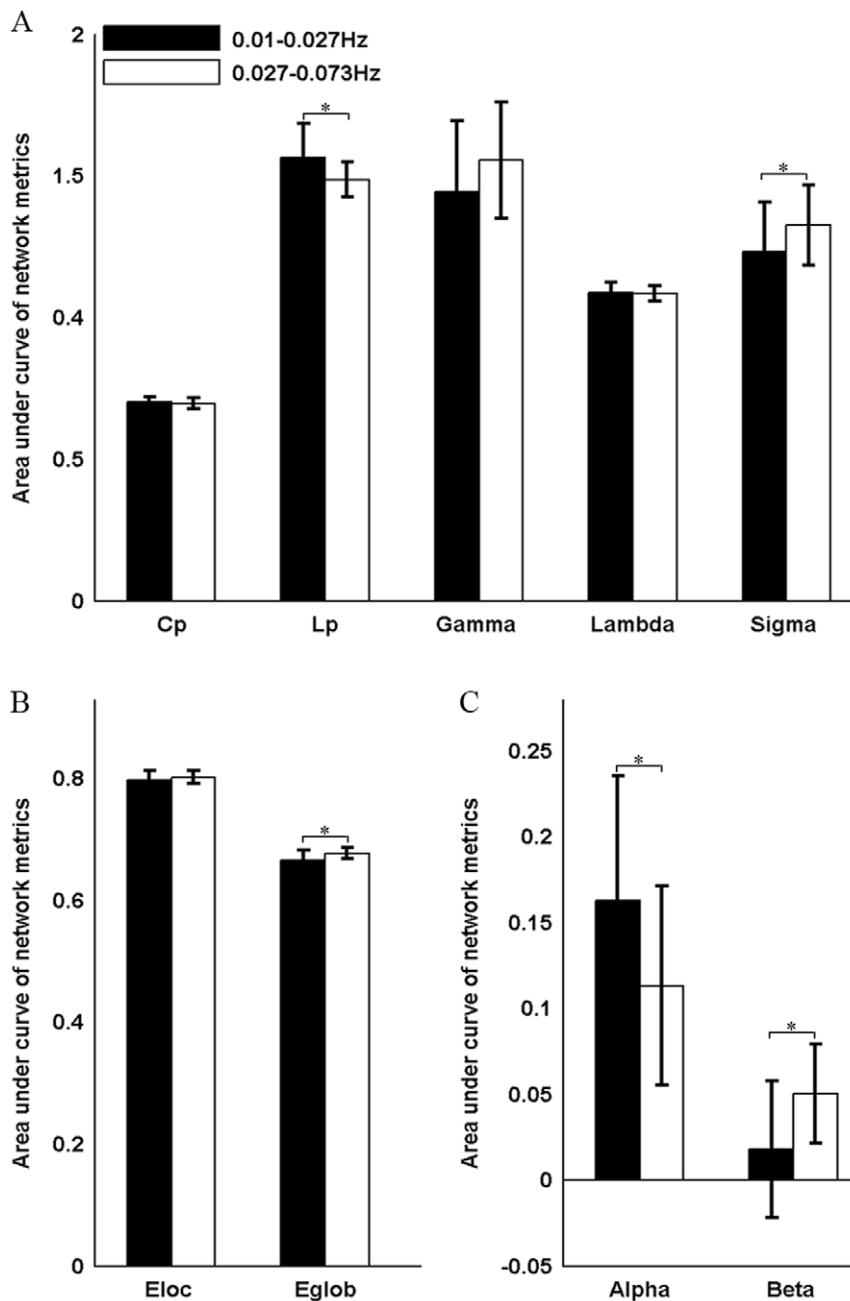 A
2
0.01-0.027Hz
0.027-0.073Hz
*
*
1.5
0.4
0.5
0
Area under curve of network metrics
Cp Lp Gamma Lambda Sigma
B
0.8
0.6
0.4
0.2
0
*
Area under curve of network metrics
Eloc Eglob
C
0.25
0.2
0.15
0.1
0.05
0
-0.05
*
*
Area under curve of network metrics
Alpha Beta